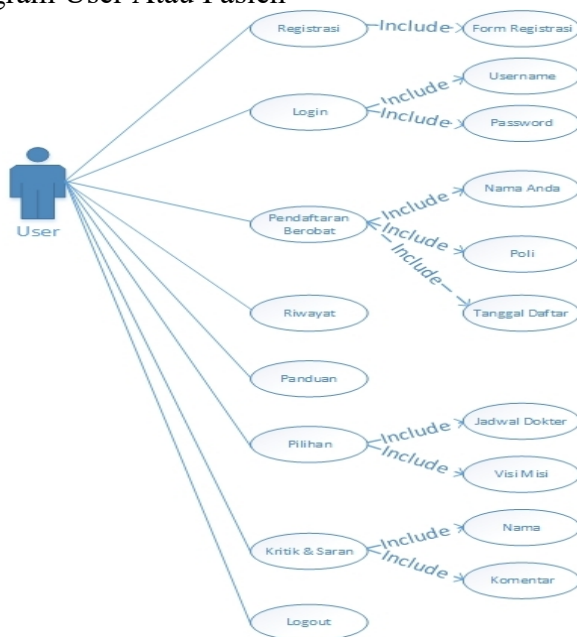 gram User Atau Pasien
Registrasi
Include
Form Registrasi
Login
Include
Username
Include
Password
User
Pendaftaran
Berobat
Include
Nama Anda
Include
Poli
Include
Tanggal Daftar
Riwayat
Panduan
Pilihan
Include
Jadwal Dokter
Include
Visi Misi
Kritik & Saran
Include
Nama
Include
Komentar
Logout